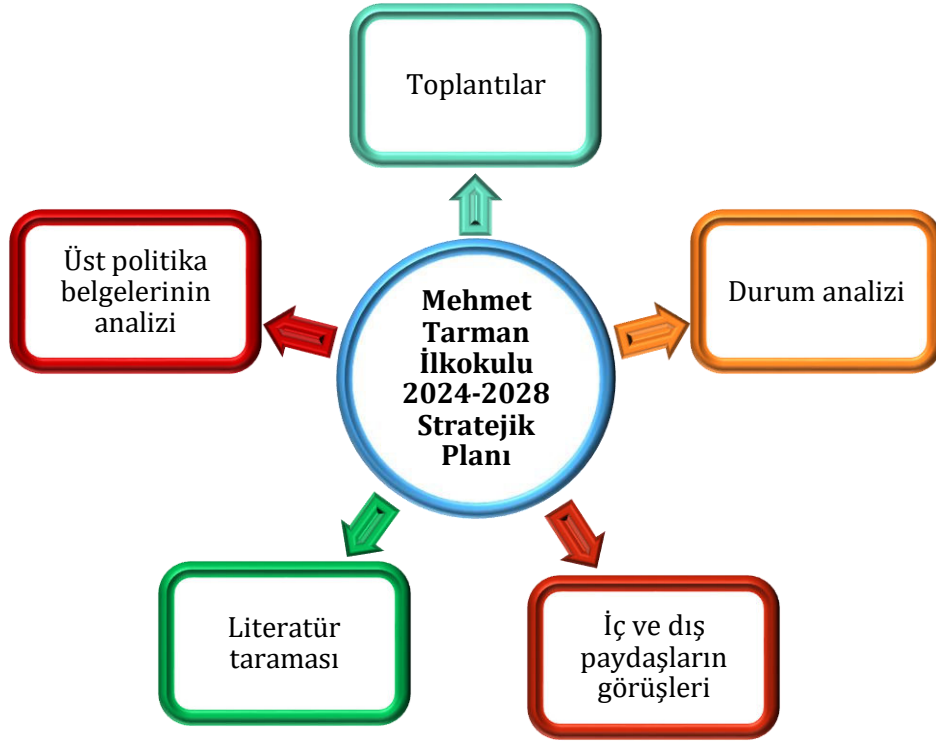 Toplantılar
Üst politika
belgelerinin
analizi
Durum analizi
Mehmet
Tarman
İlkokulu
2024-2028
Stratejik
Planı
Literatür
taraması
İç ve dış
paydaşların
görüşleri